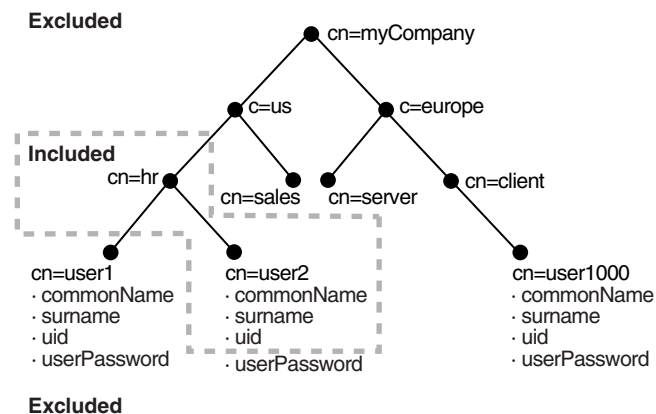 Excluded
cn=myCompany
c=us
c=europe
Included
cn=hr
cn=sales
cn=server
cn=client
cn=user1
· commonName
· surname
· uid
· userPassword
cn=user2
· commonName
· surname
· uid
· userPassword
cn=user1000
· commonName
· surname
· uid
· userPassword
Excluded